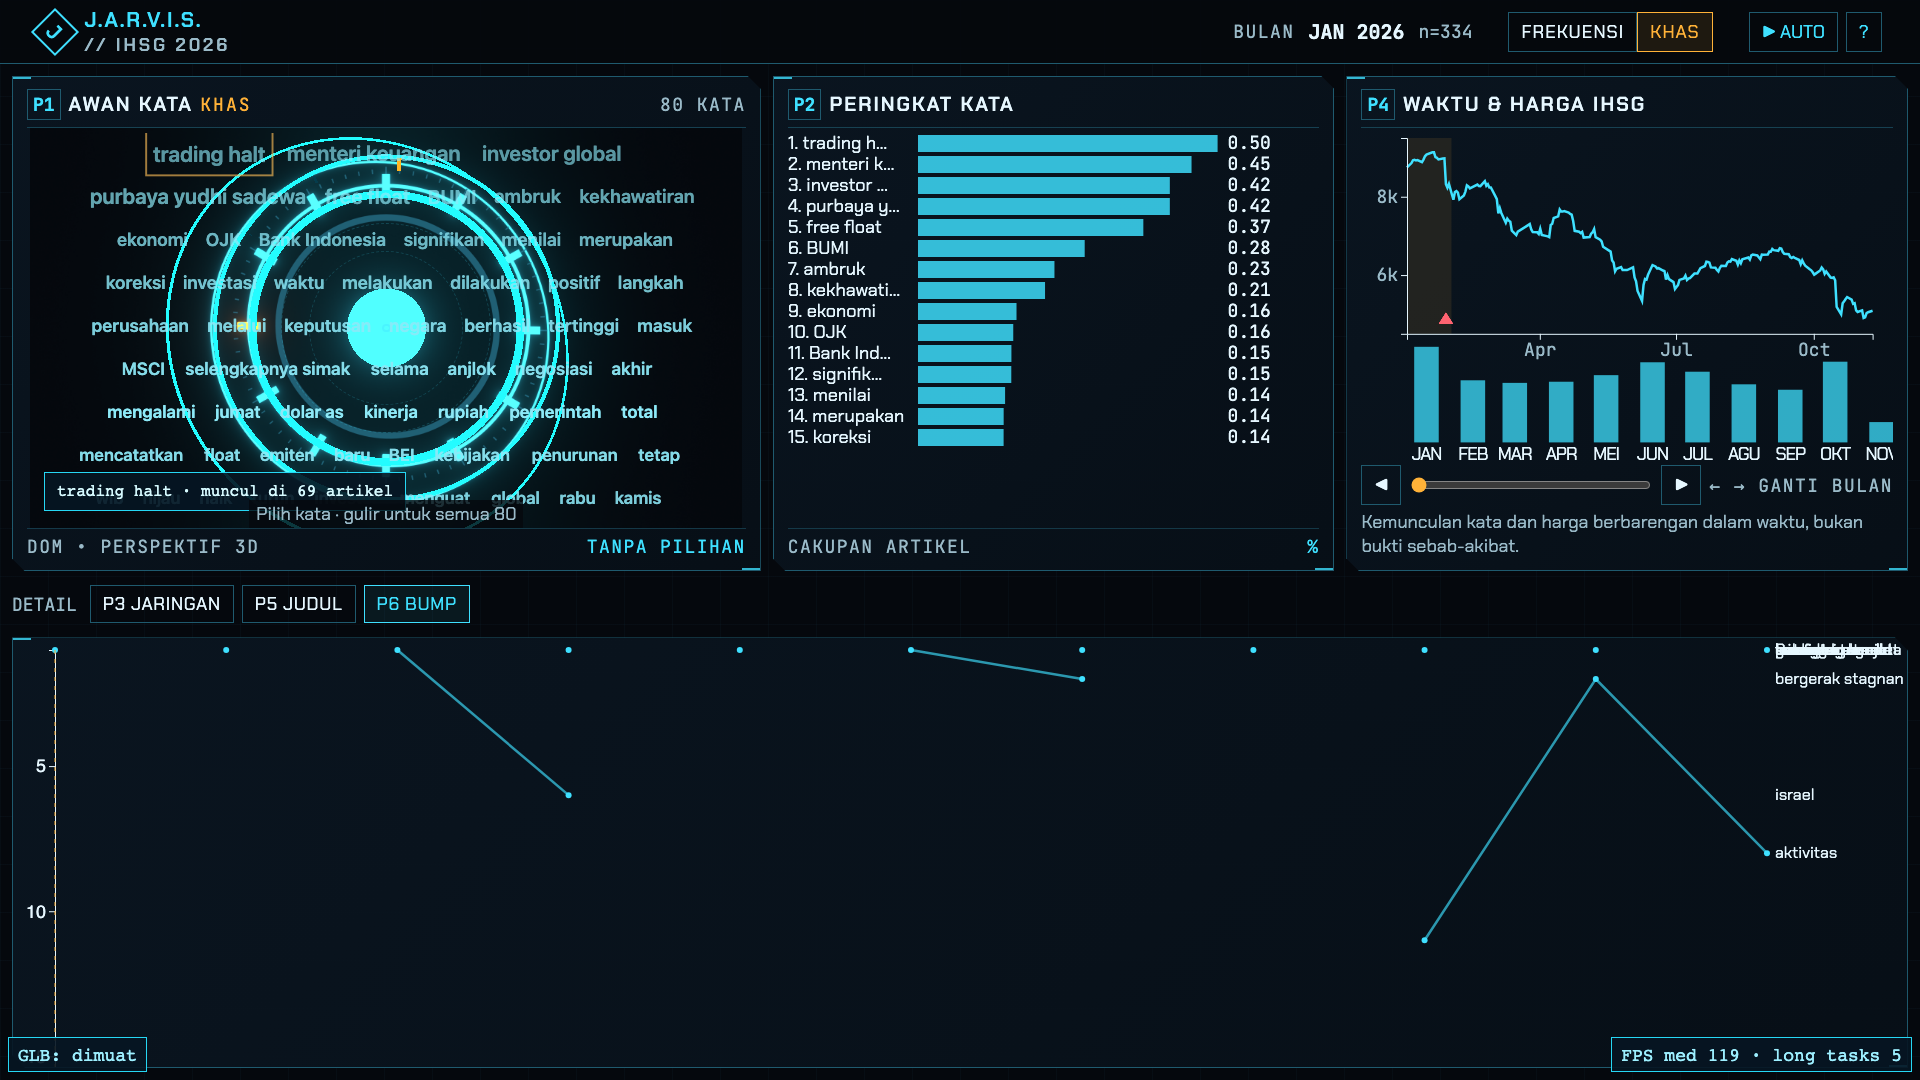 J.A.R.V.I.S.
// IHSG 2026
BULAN JAN 2026 n=334
FREKUENSI KHAS
▶ AUTO ?
P1 AWAN KATA KHAS 80 KATA
trading halt menteri keuangan investor global
purbaya yudhi sadewa free float BUMI ambruk kekhawatiran
ekonomi OJK Bank Indonesia signifikan menilai merupakan
koreksi investasi waktu melakukan dilakukan positif langkah
perusahaan melalui keputusan negara berhasil tertinggi masuk
MSCI selengkapnya simak selama anjlok negosiasi akhir
mengalami jumat dolar as kinerja rupiah pemerintah total
mencatatkan float emiten baru BEI kebijakan penurunan tetap
menguat global rabu kamis
trading halt · muncul di 69 artikel
Pilih kata · gulir untuk semua 80
DOM • PERSPEKTIF 3D TANPA PILIHAN
P2 PERINGKAT KATA
1. trading h... 0.50
2. menteri k... 0.45
3. investor ... 0.42
4. purbaya y... 0.42
5. free float 0.37
6. BUMI 0.28
7. ambruk 0.23
8. kekhawati... 0.21
9. ekonomi 0.16
10. OJK 0.16
11. Bank Ind... 0.15
12. signifik... 0.15
13. menilai 0.14
14. merupakan 0.14
15. koreksi 0.14
CAKUPAN ARTIKEL %
P4 WAKTU & HARGA IHSG
8k
6k
Apr Jul Oct
JAN FEB MAR APR MEI JUN JUL AGU SEP OKT NOV
◀ ▶ ← → GANTI BULAN
Kemunculan kata dan harga berbarengan dalam waktu, bukan
bukti sebab-akibat.
DETAIL P3 JARINGAN P5 JUDUL P6 BUMP
bergerak stagnan
5
israel
aktivitas
10
GLB: dimuat
FPS med 119 • long tasks 5